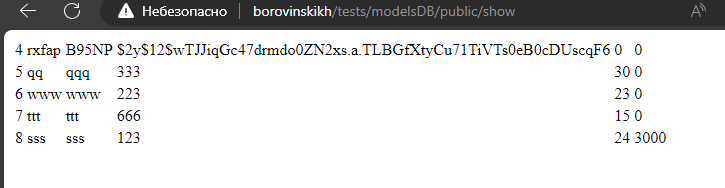 Небезопасно | borovinskikh/tests/modelsDB/public/show
4 rxfap B95NP $2y$12$wTJJiqGc47drmdo0ZN2xs.a.TLBGfXtyCu71TiVTs0eB0cDUscqF6 0 0
5 qq qqq 333 30 0
6 www www 223 23 0
7 ttt ttt 666 15 0
8 sss sss 123 24 3000